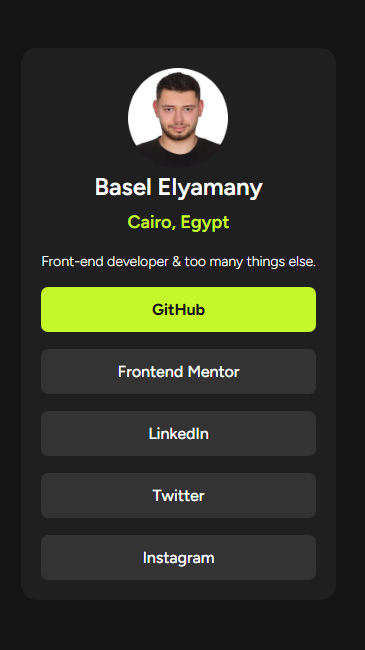 Basel Elyamany
Cairo, Egypt
Front-end developer & too many things else.
GitHub
Frontend Mentor
LinkedIn
Twitter
Instagram